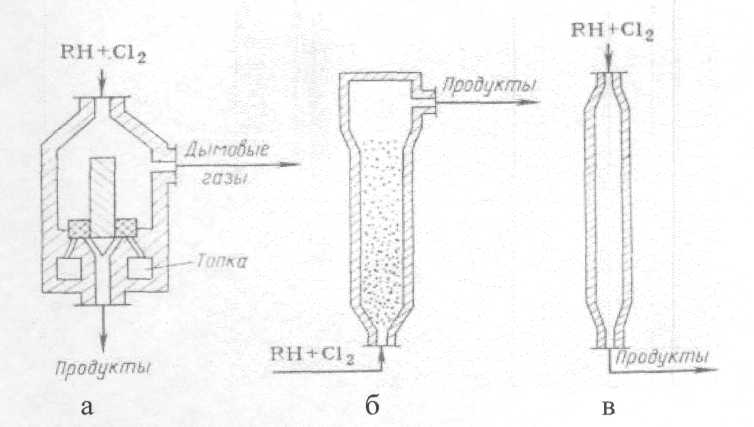 RH+Cl₂
Дымовые
газы
Топка
Продукты
а
Продукты
RH+Cl₂
б
RH+Cl₂
Продукты
в